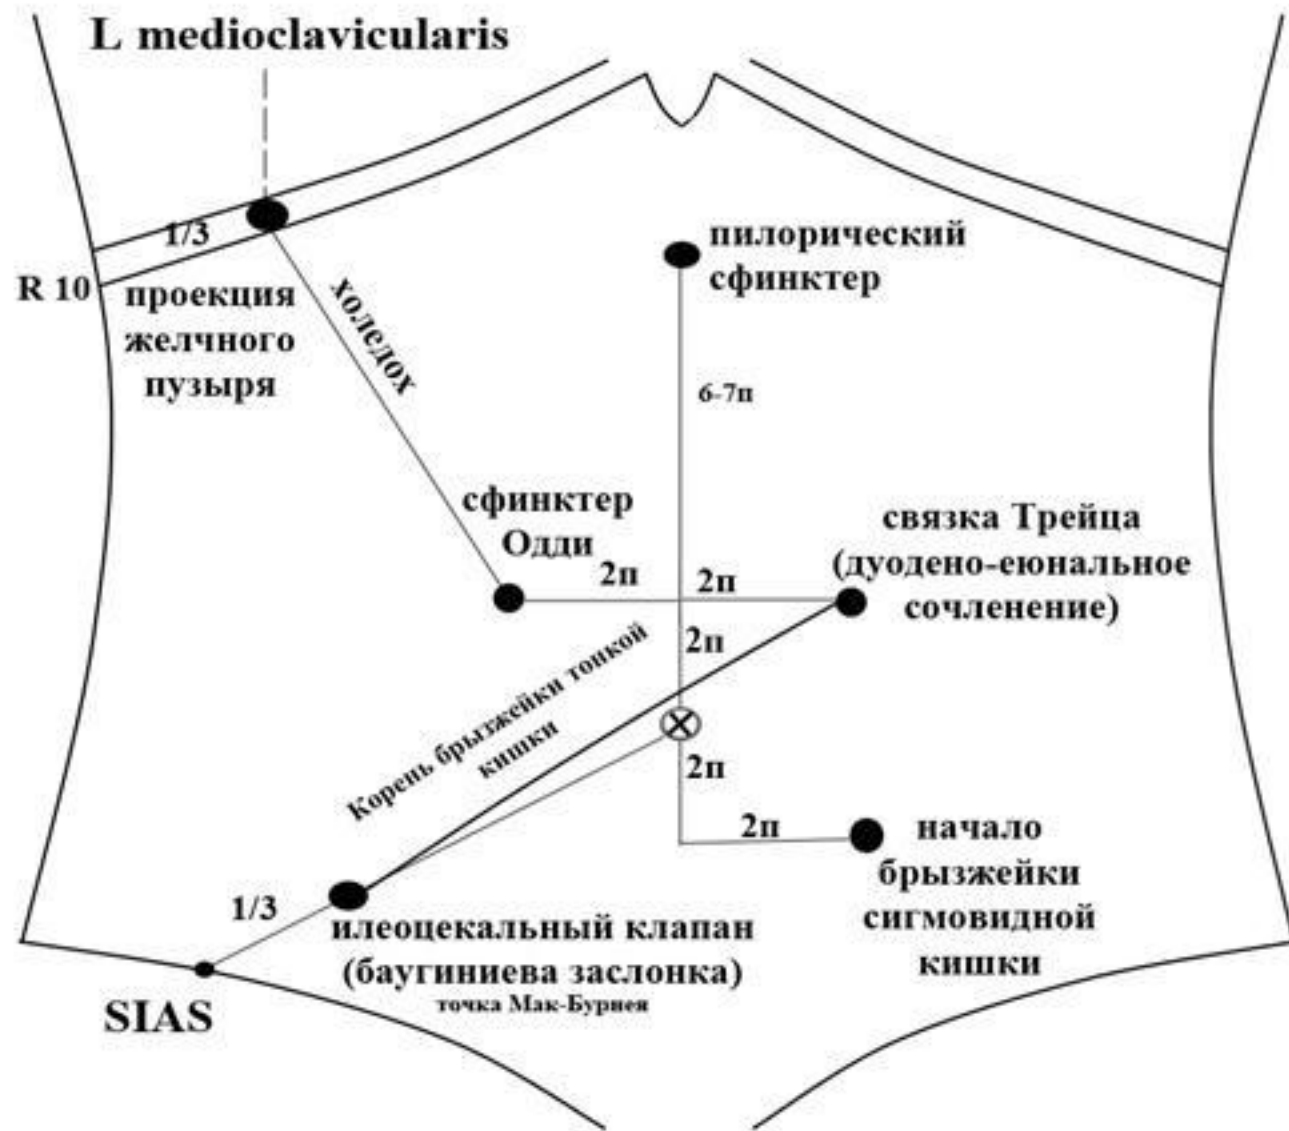 L medioclavicularis
1/3
R 10
проекция
желчного
пузыря
холедох
пилорический
сфинктер
6-7п
сфинктер
Одди
2п
2п
связка Трейца
(дуодено-еюнальное
сочленение)
2п
Корень брызжейки тонкой
кишки
2п
2п
начало
брызжейки
сигмовидной
кишки
1/3
илеоцекальный клапан
(баугиниева заслонка)
точка Мак-Бурнея
SIAS